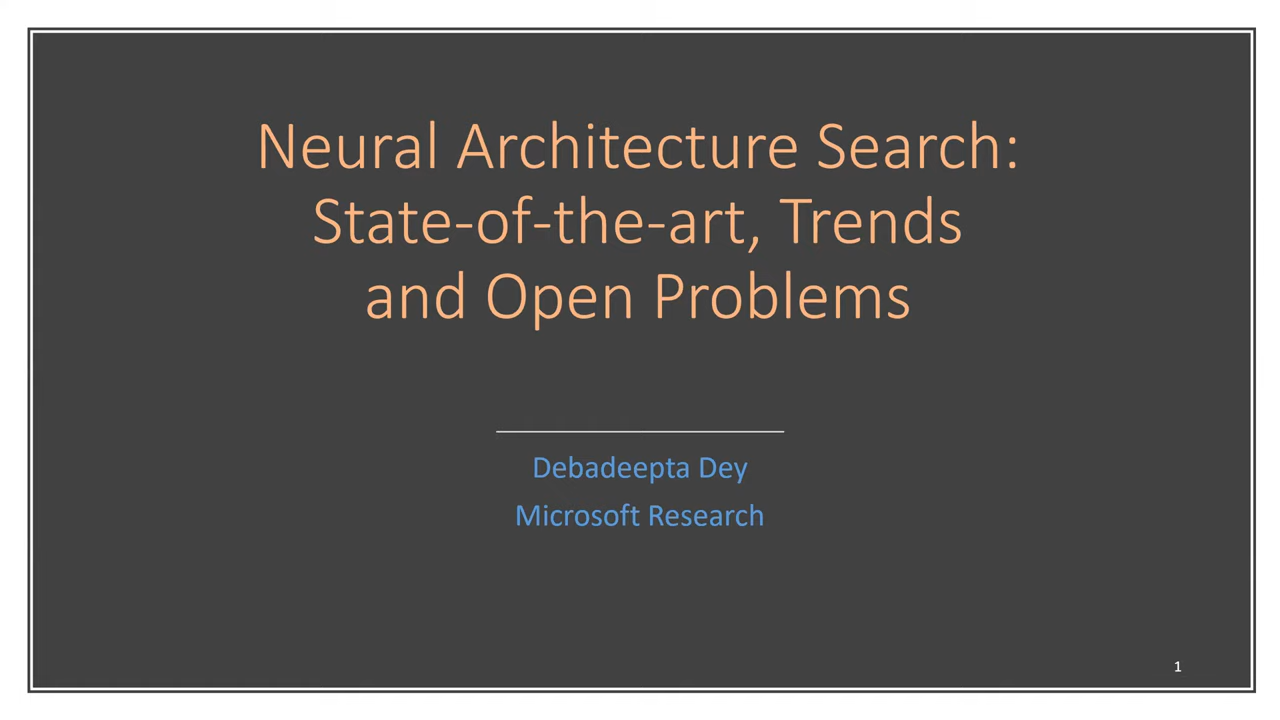 Neural Architecture Search:
State-of-the-art, Trends
and Open Problems
Debadeepta Dey
Microsoft Research
1